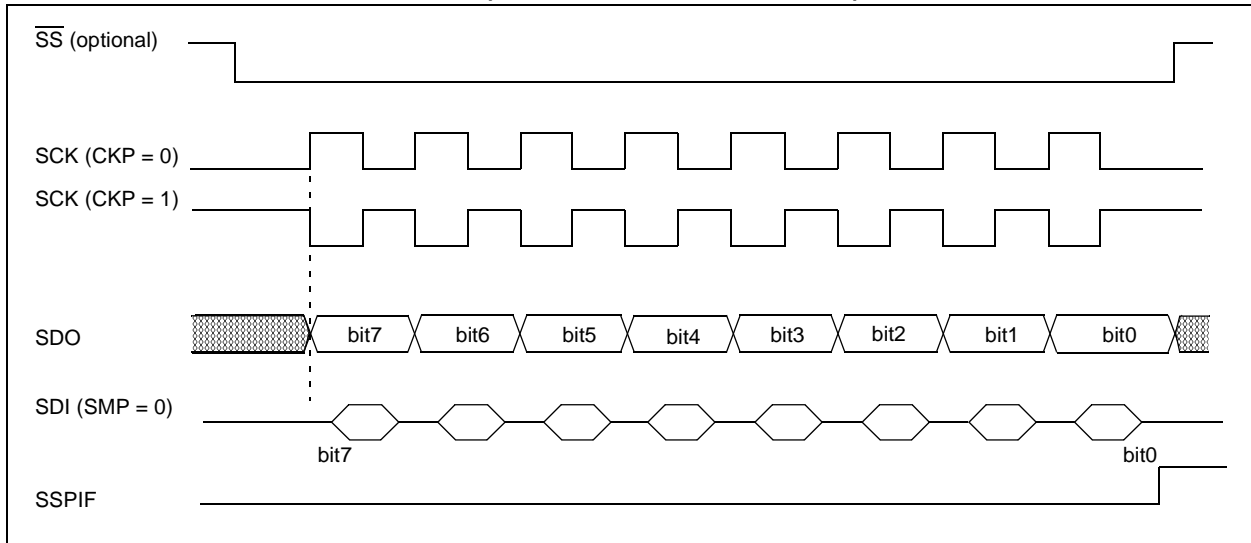 SS (optional)
SCK (CKP = 0)
SCK (CKP = 1)
SDO bit7 bit6 bit5 bit4 bit3 bit2 bit1 bit0
SDI (SMP = 0)
bit7 bit0
SSPIF